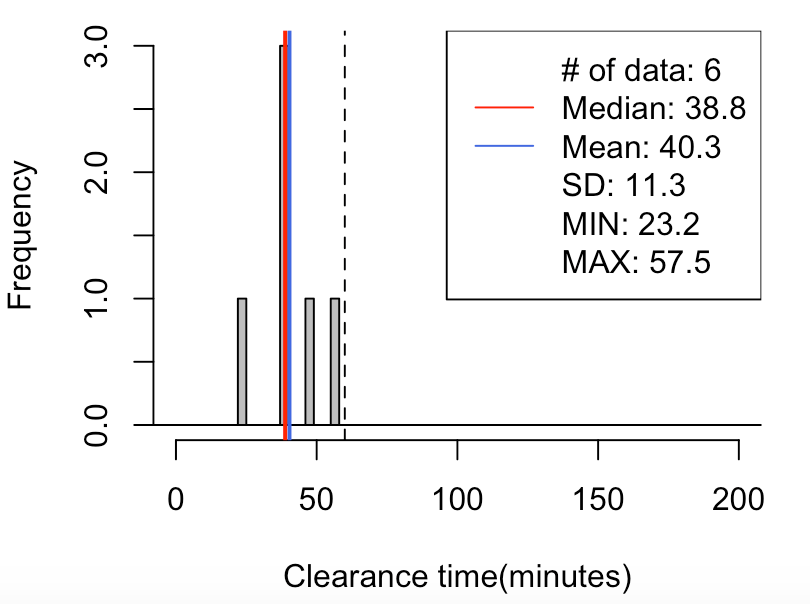 # of data: 6
Median: 38.8
Mean: 40.3
SD: 11.3
MIN: 23.2
MAX: 57.5
Frequency
3.0
2.0
1.0
0.0
0 50 100 150 200
Clearance time(minutes)